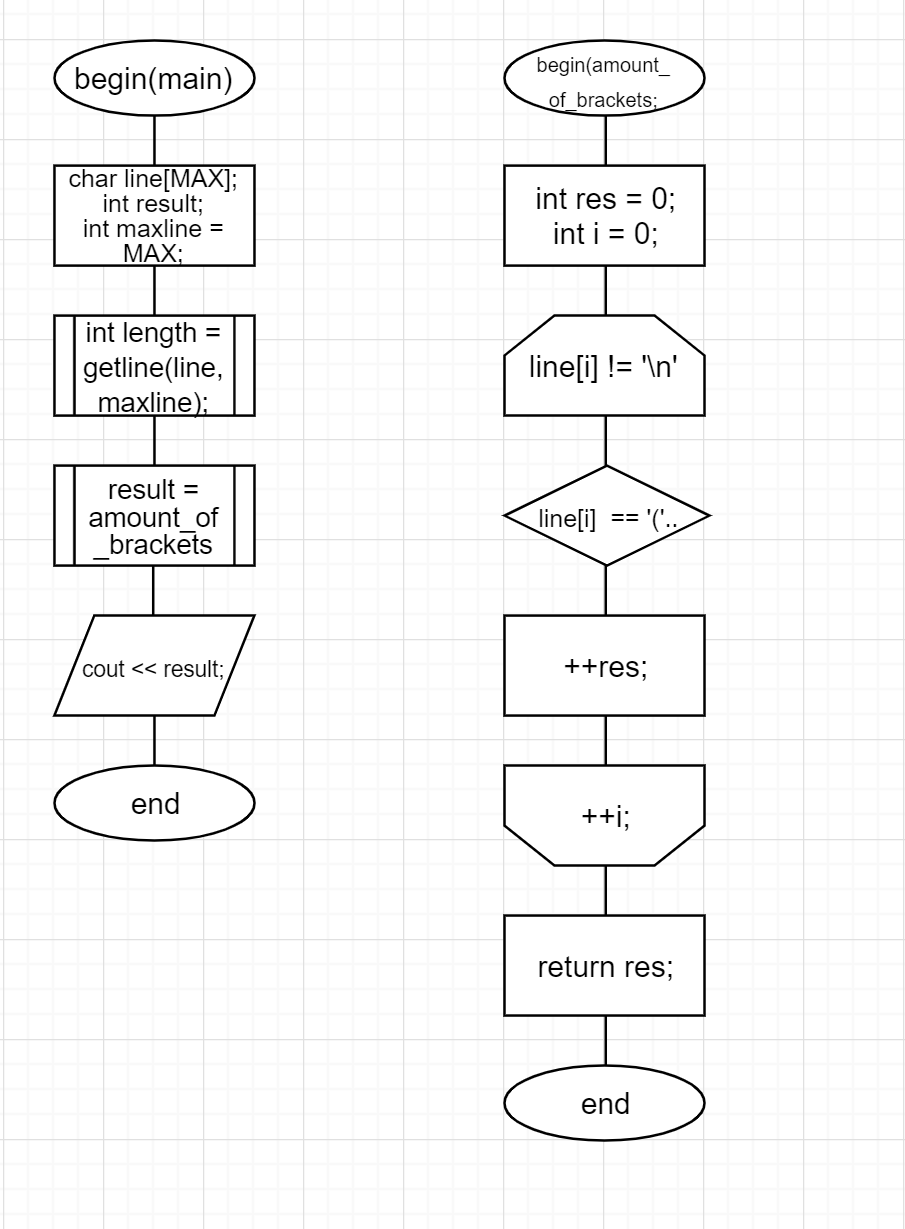 begin(main)
char line[MAX];
int result;
int maxline =
MAX;
int length =
getline(line,
maxline);
result =
amount_of
_brackets
cout << result;
end
begin(amount_
of_brackets;
int res = 0;
int i = 0;
line[i] != '\n'
line[i]  == '('..
++res;
++i;
return res;
end